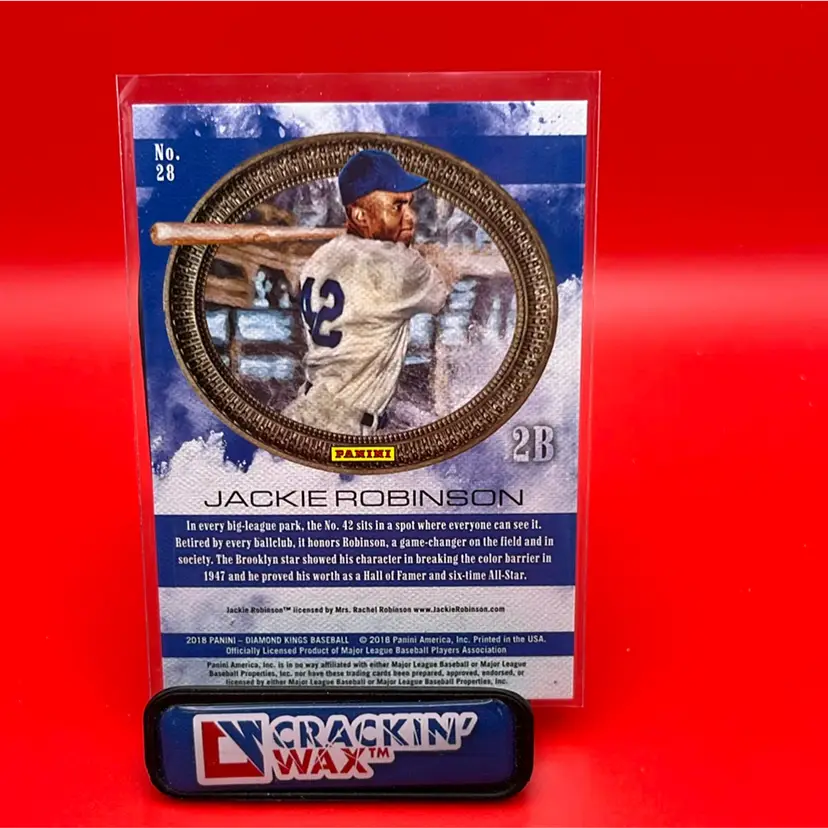 No.
28
42
PANINI
2B
JACKIE ROBINSON
In every big-league park, the No. 42 sits in a spot where everyone can see it.
Retired by every ballclub, it honors Robinson, a game-changer on the field and in
society. The Brooklyn star showed his character in breaking the color barrier in
1947 and he proved his worth as a Hall of Famer and six-time All-Star.
Jackie Robinson™ licensed by Mrs. Rachel Robinson www.JackieRobinson.com
2018 PANINI – DIAMOND KINGS BASEBALL © 2018 Panini America, Inc. Printed in the USA.
Officially Licensed Product of Major League Baseball Players Association
Panini America, Inc. is in no way affiliated with either Major League Baseball or Major League
Baseball Properties, Inc. nor have these trading cards been prepared, approved, endorsed, or
licensed by either Major League Baseball or Major League Baseball Properties, Inc.
CW CRACKIN'
WAX™